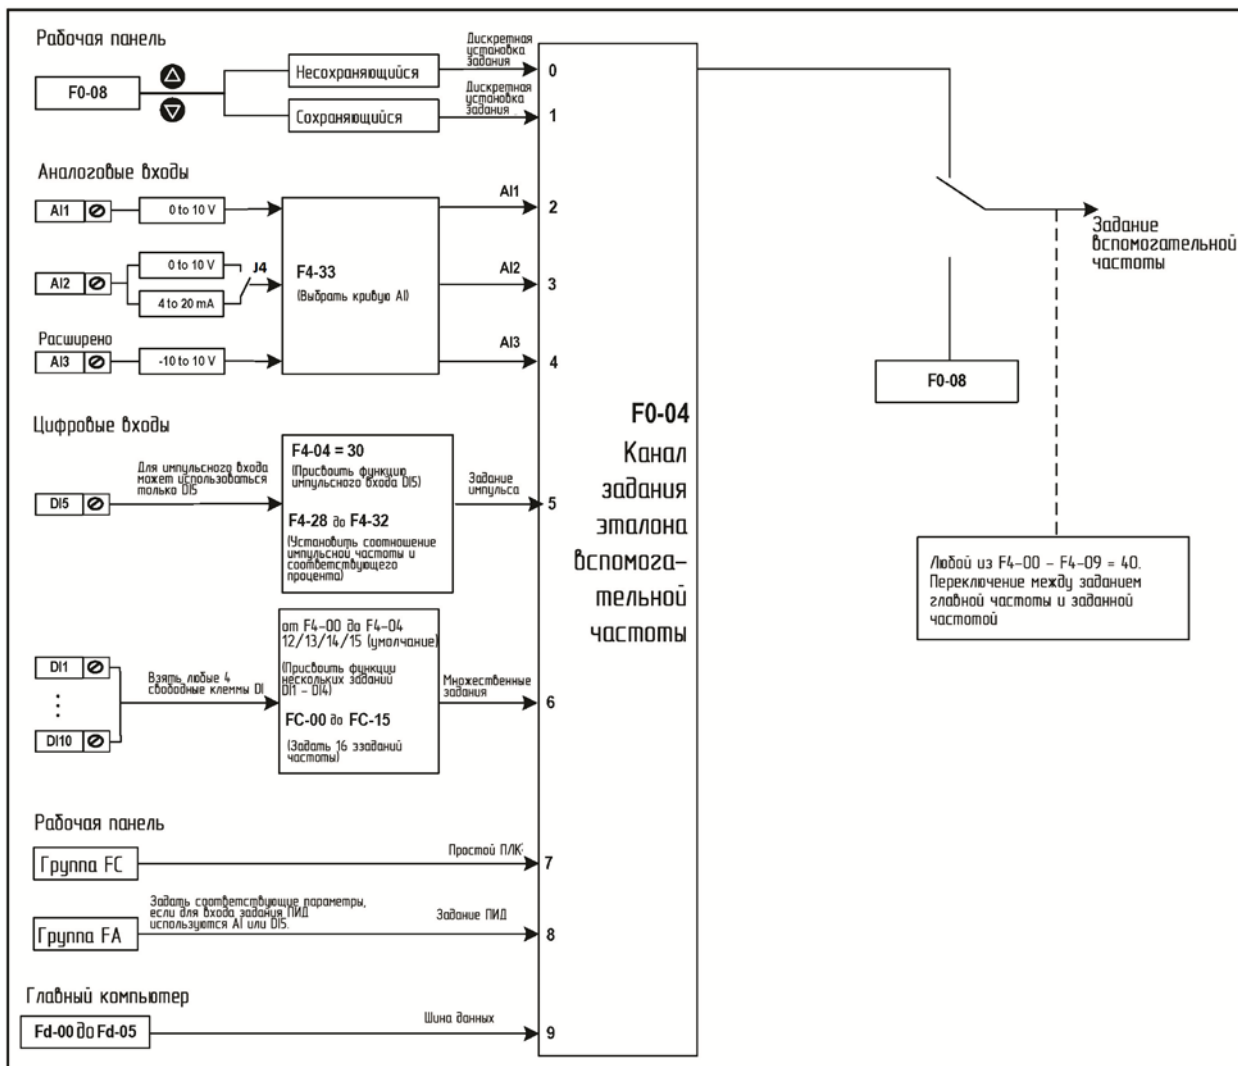 Рабочая панель
F0-08
Несохраняющийся
Сохраняющийся
Дискретная
установка
задания
Дискретная
установка
задания
0
1
Аналоговые входы
AI1
0 to 10 V
AI2
0 to 10 V
4 to 20 mA
J4
Расширено
AI3
-10 to 10 V
F4-33
(Выбрать кривую AI)
AI1
2
AI2
3
AI3
4
Цифровые входы
DI5
Для импульсного входа
может использоваться
только DI5
F4-04 = 30
(Присвоить функцию
импульсного входа DI5)
F4-28 до F4-32
(Установить соотношение
импульсной частоты и
соответствующего
процента)
Задание
импульса
5
DI1
DI10
Взять любые 4
свободные клеммы DI
от F4-00 до F4-04
12/13/14/15 (умолчание)
(Присвоить функции
нескольких заданий
DI1 - DI4)
FC-00 до FC-15
(Задать 16 эзаданий
частоты)
Множественные
задания
6
Рабочая панель
Группа FC
Простой ПЛК
7
Группа FA
Задать соответствующие параметры,
если для входа задания ПИД
используются AI или DI5.
Задание ПИД
8
Главный компьютер
Fd-00 до Fd-05
Шина данных
9
F0-04
Канал
задания
эталона
вспомога-
тельной
частоты
Задание
вспомогательной
частоты
F0-08
Любой из F4-00 - F4-09 = 40.
Переключение между заданием
главной частоты и заданной
частотой